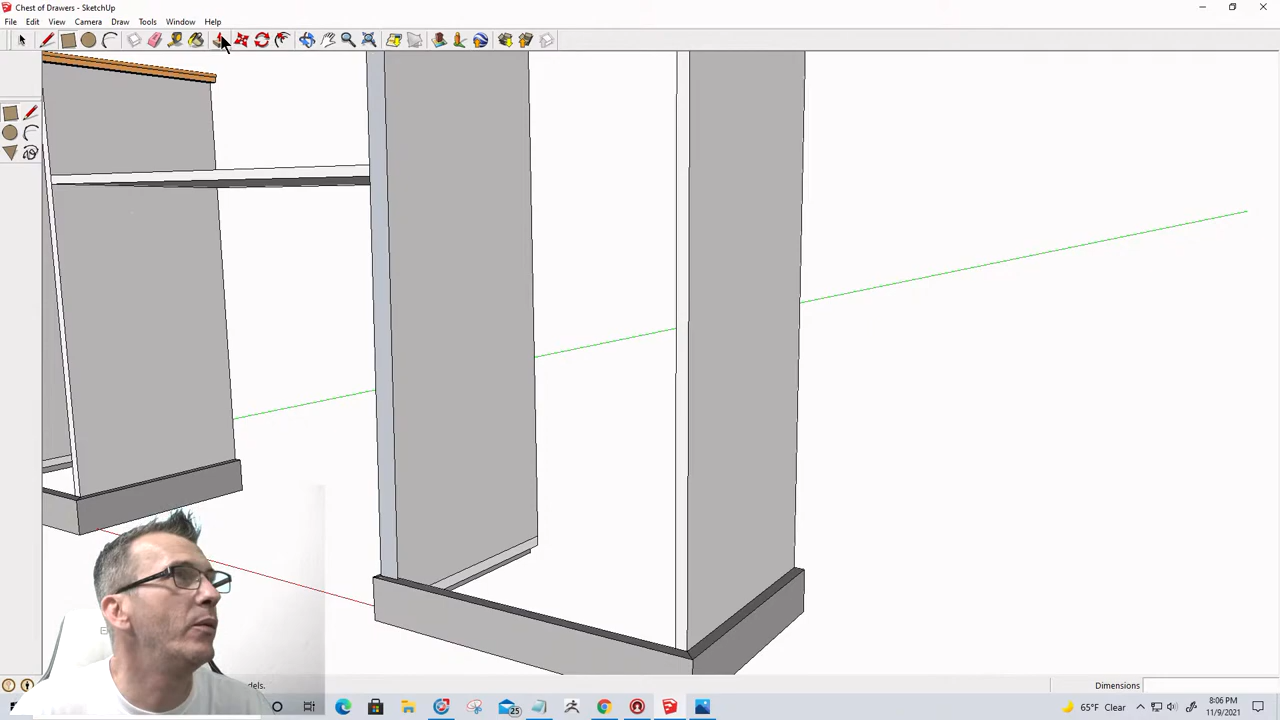 Chest of Drawers - SketchUp
File Edit View Camera Draw Tools Window Help
dels.
Dimensions
25
65°F Clear
8:06 PM
11/9/2021